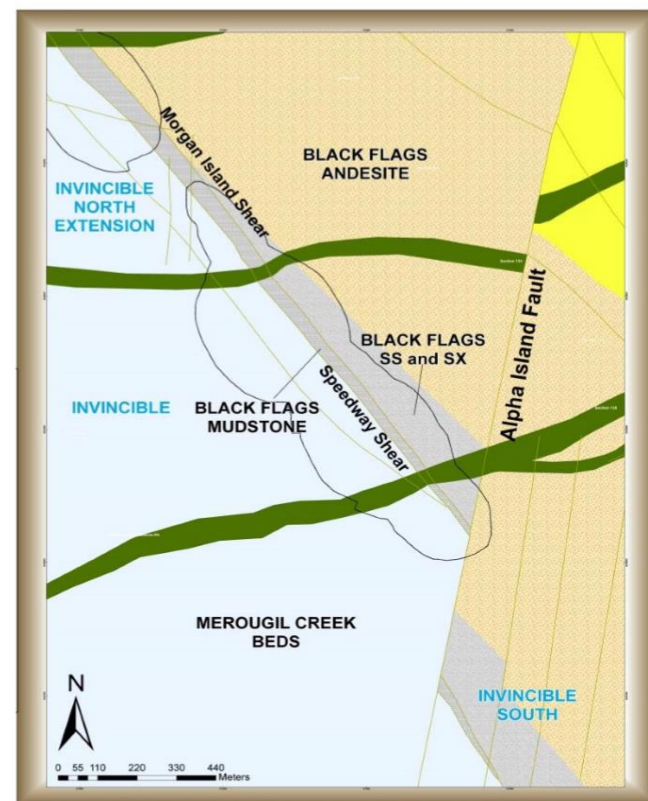 Morgan Island Shear
BLACK FLAGS
ANDESITE
INVINCIBLE
NORTH
EXTENSION
Alpha Island Fault
BLACK FLAGS
SS and SX
INVINCIBLE
BLACK FLAGS
MUDSTONE
Speedway Shear
MEROUGIL CREEK
BEDS
INVINCIBLE
SOUTH
N
0 55 110 220 330 440
Meters